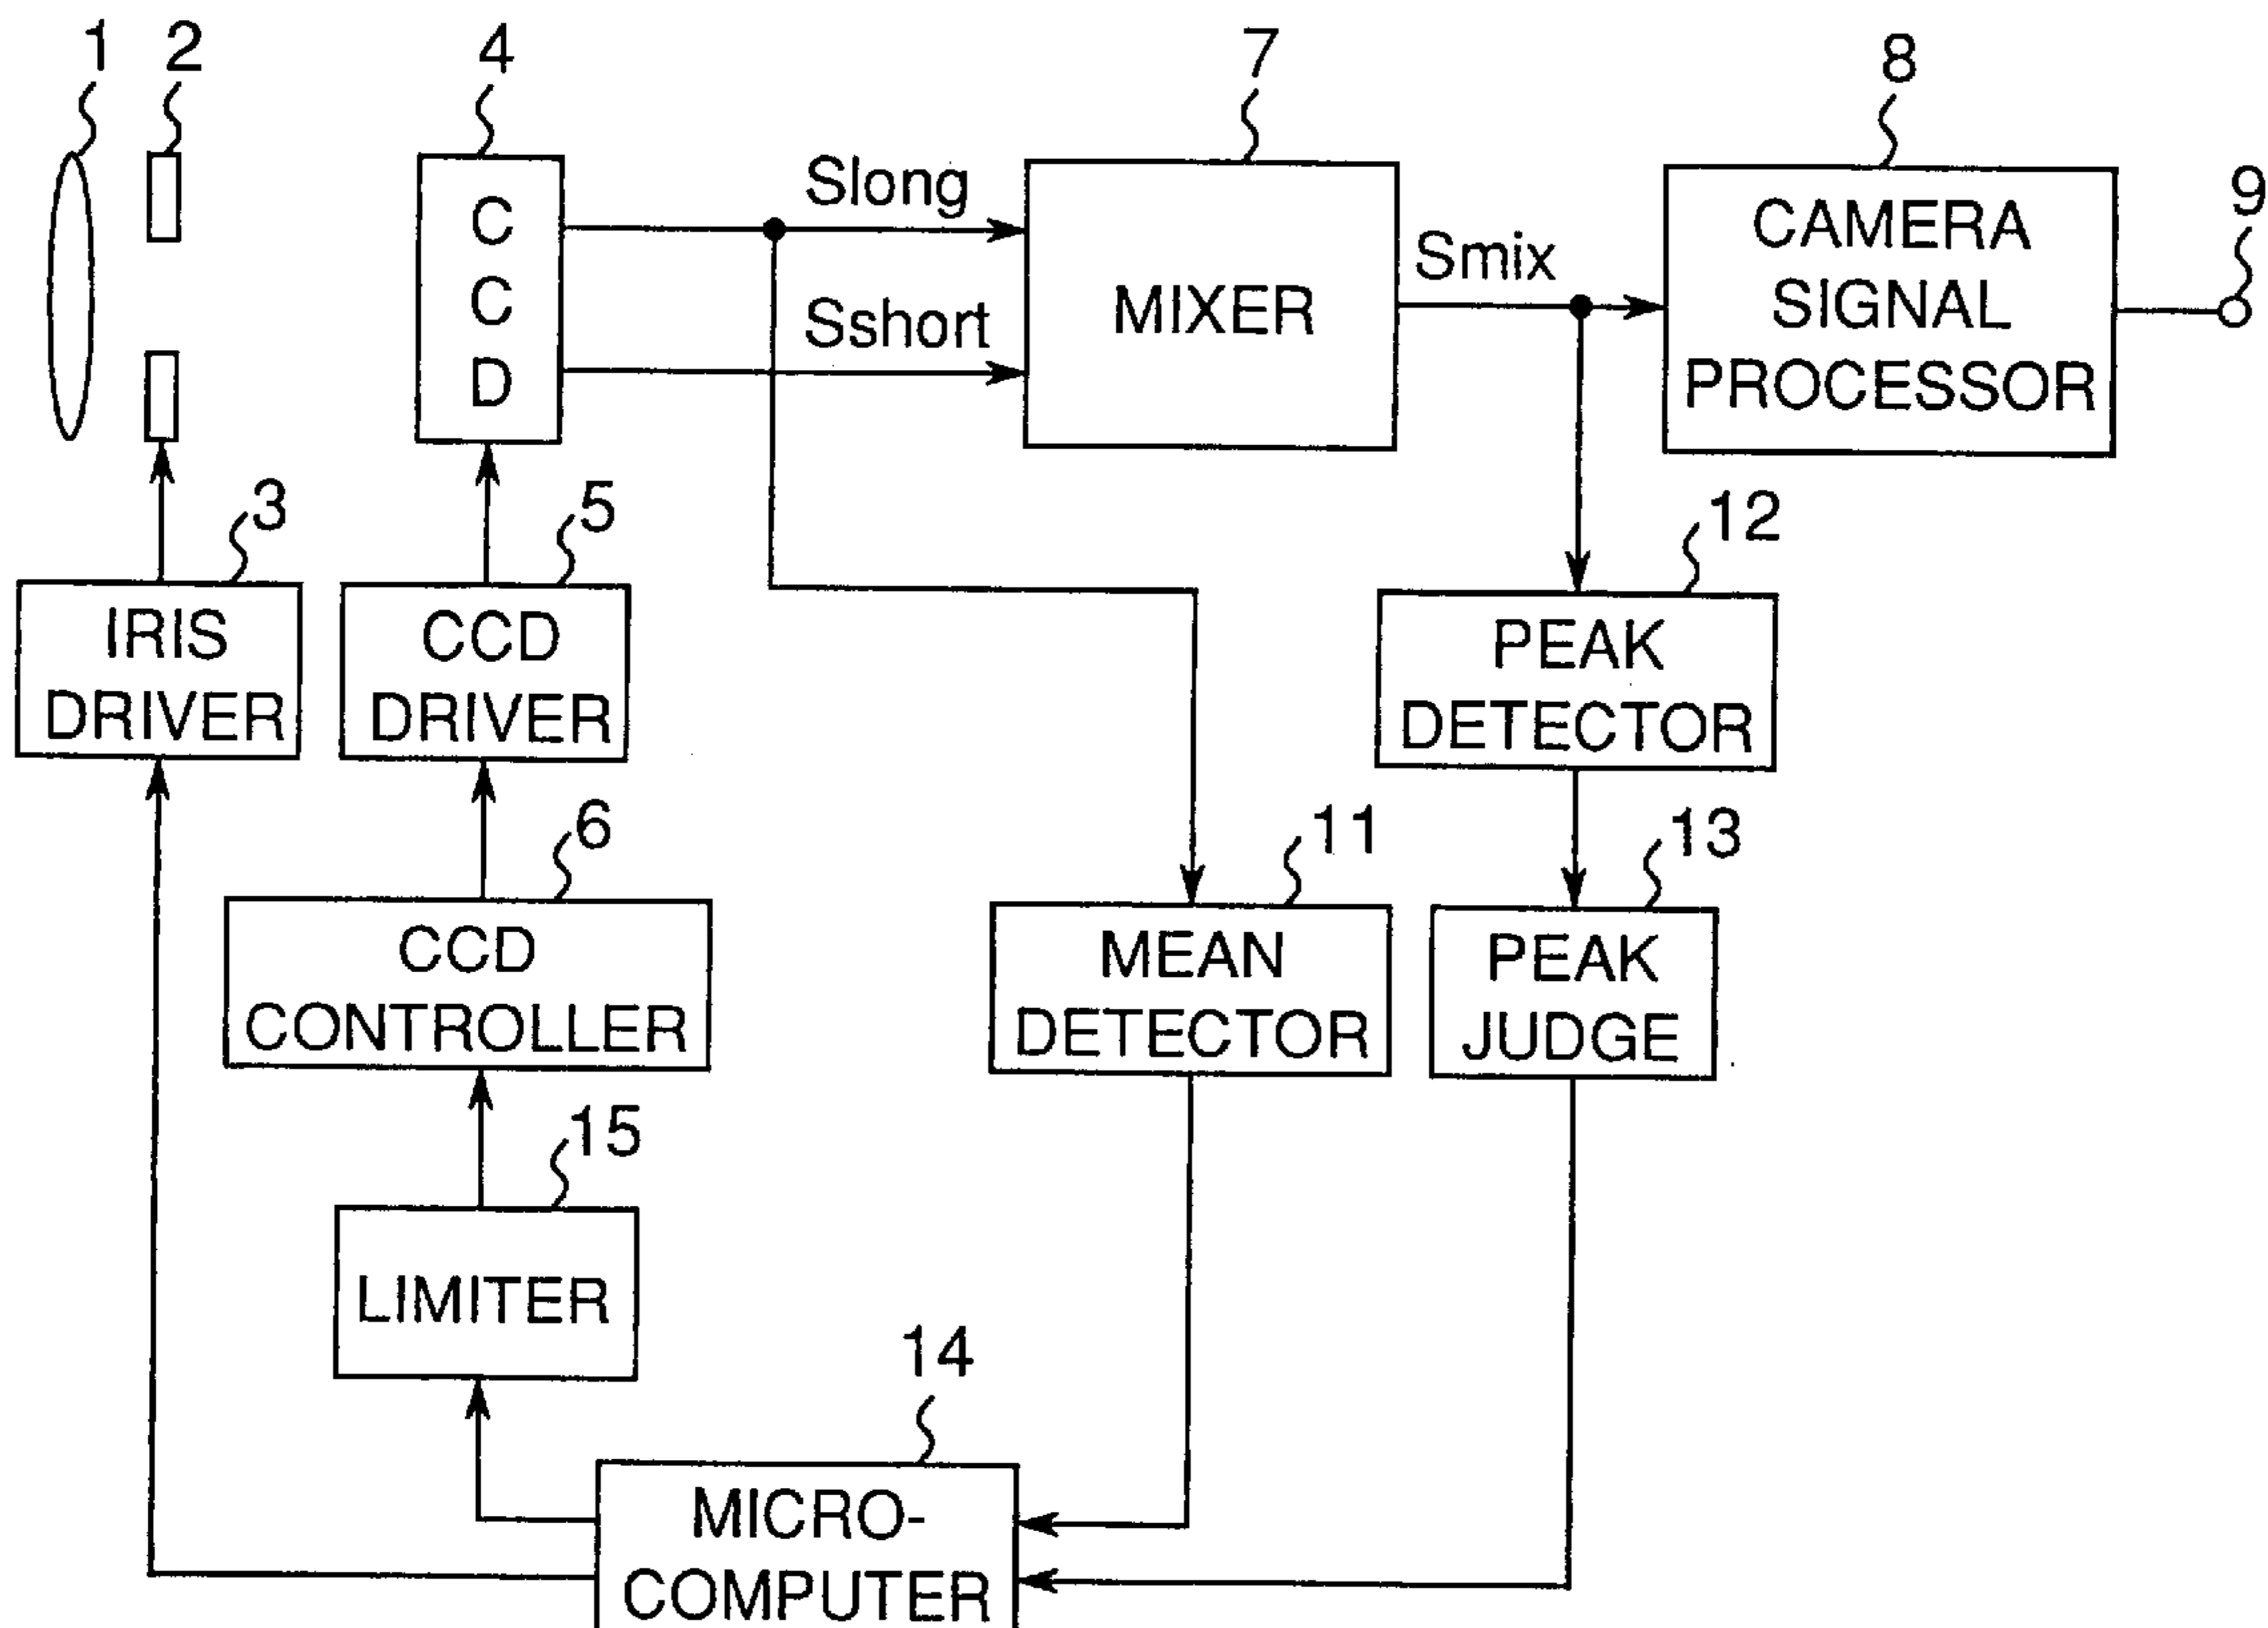 1
2
4
7
8
9
C
C
D
Slong
Sshort
MIXER
Smix
CAMERA
SIGNAL
PROCESSOR
3
5
12
IRIS
DRIVER
CCD
DRIVER
PEAK
DETECTOR
6
11
13
CCD
CONTROLLER
MEAN
DETECTOR
PEAK
JUDGE
15
LIMITER
14
MICRO-
COMPUTER